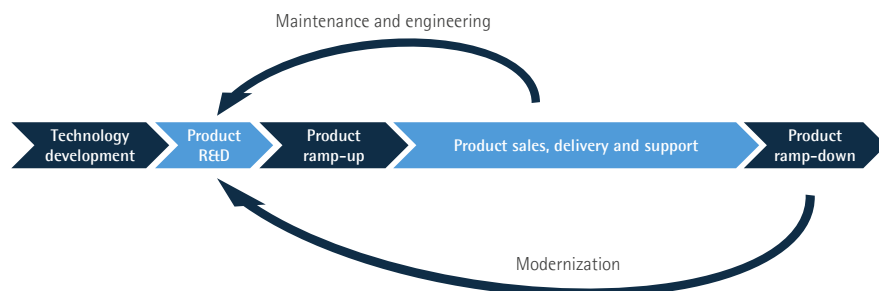 Maintenance and engineering
Technology
development
Product
R&D
Product
ramp-up
Product sales, delivery and support
Product
ramp-down
Modernization